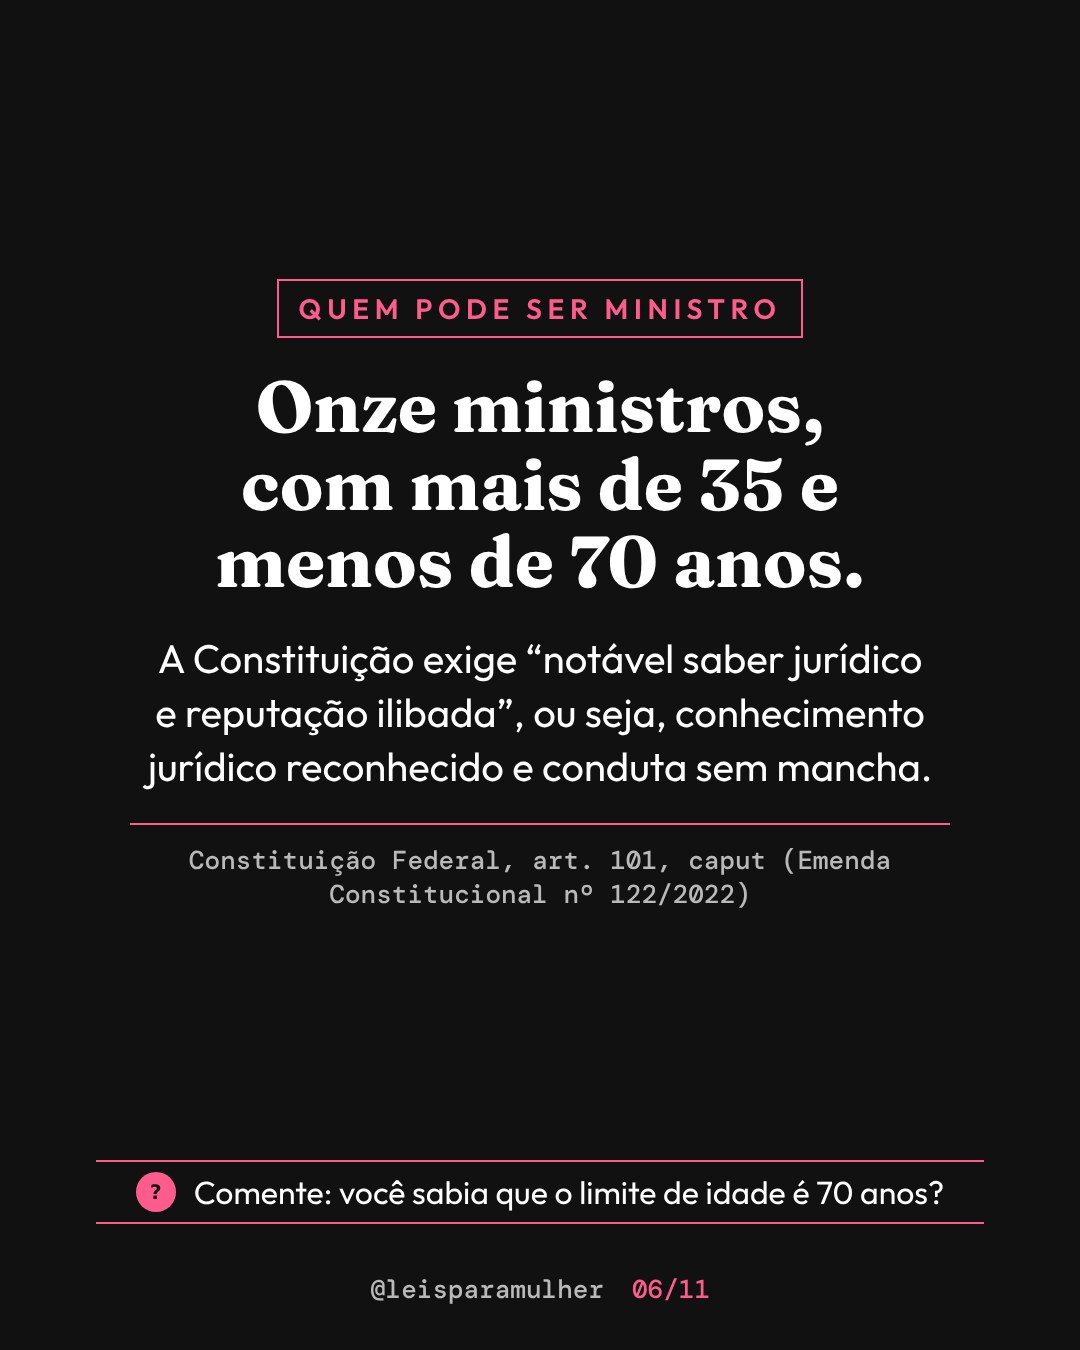 QUEM PODE SER MINISTRO
Onze ministros,
com mais de 35 e
menos de 70 anos.
A Constituição exige “notável saber jurídico
e reputação ilibada”, ou seja, conhecimento
jurídico reconhecido e conduta sem mancha.
Constituição Federal, art. 101, caput (Emenda
Constitucional nº 122/2022)
? Comente: você sabia que o limite de idade é 70 anos?
@leisparamulher 06/11